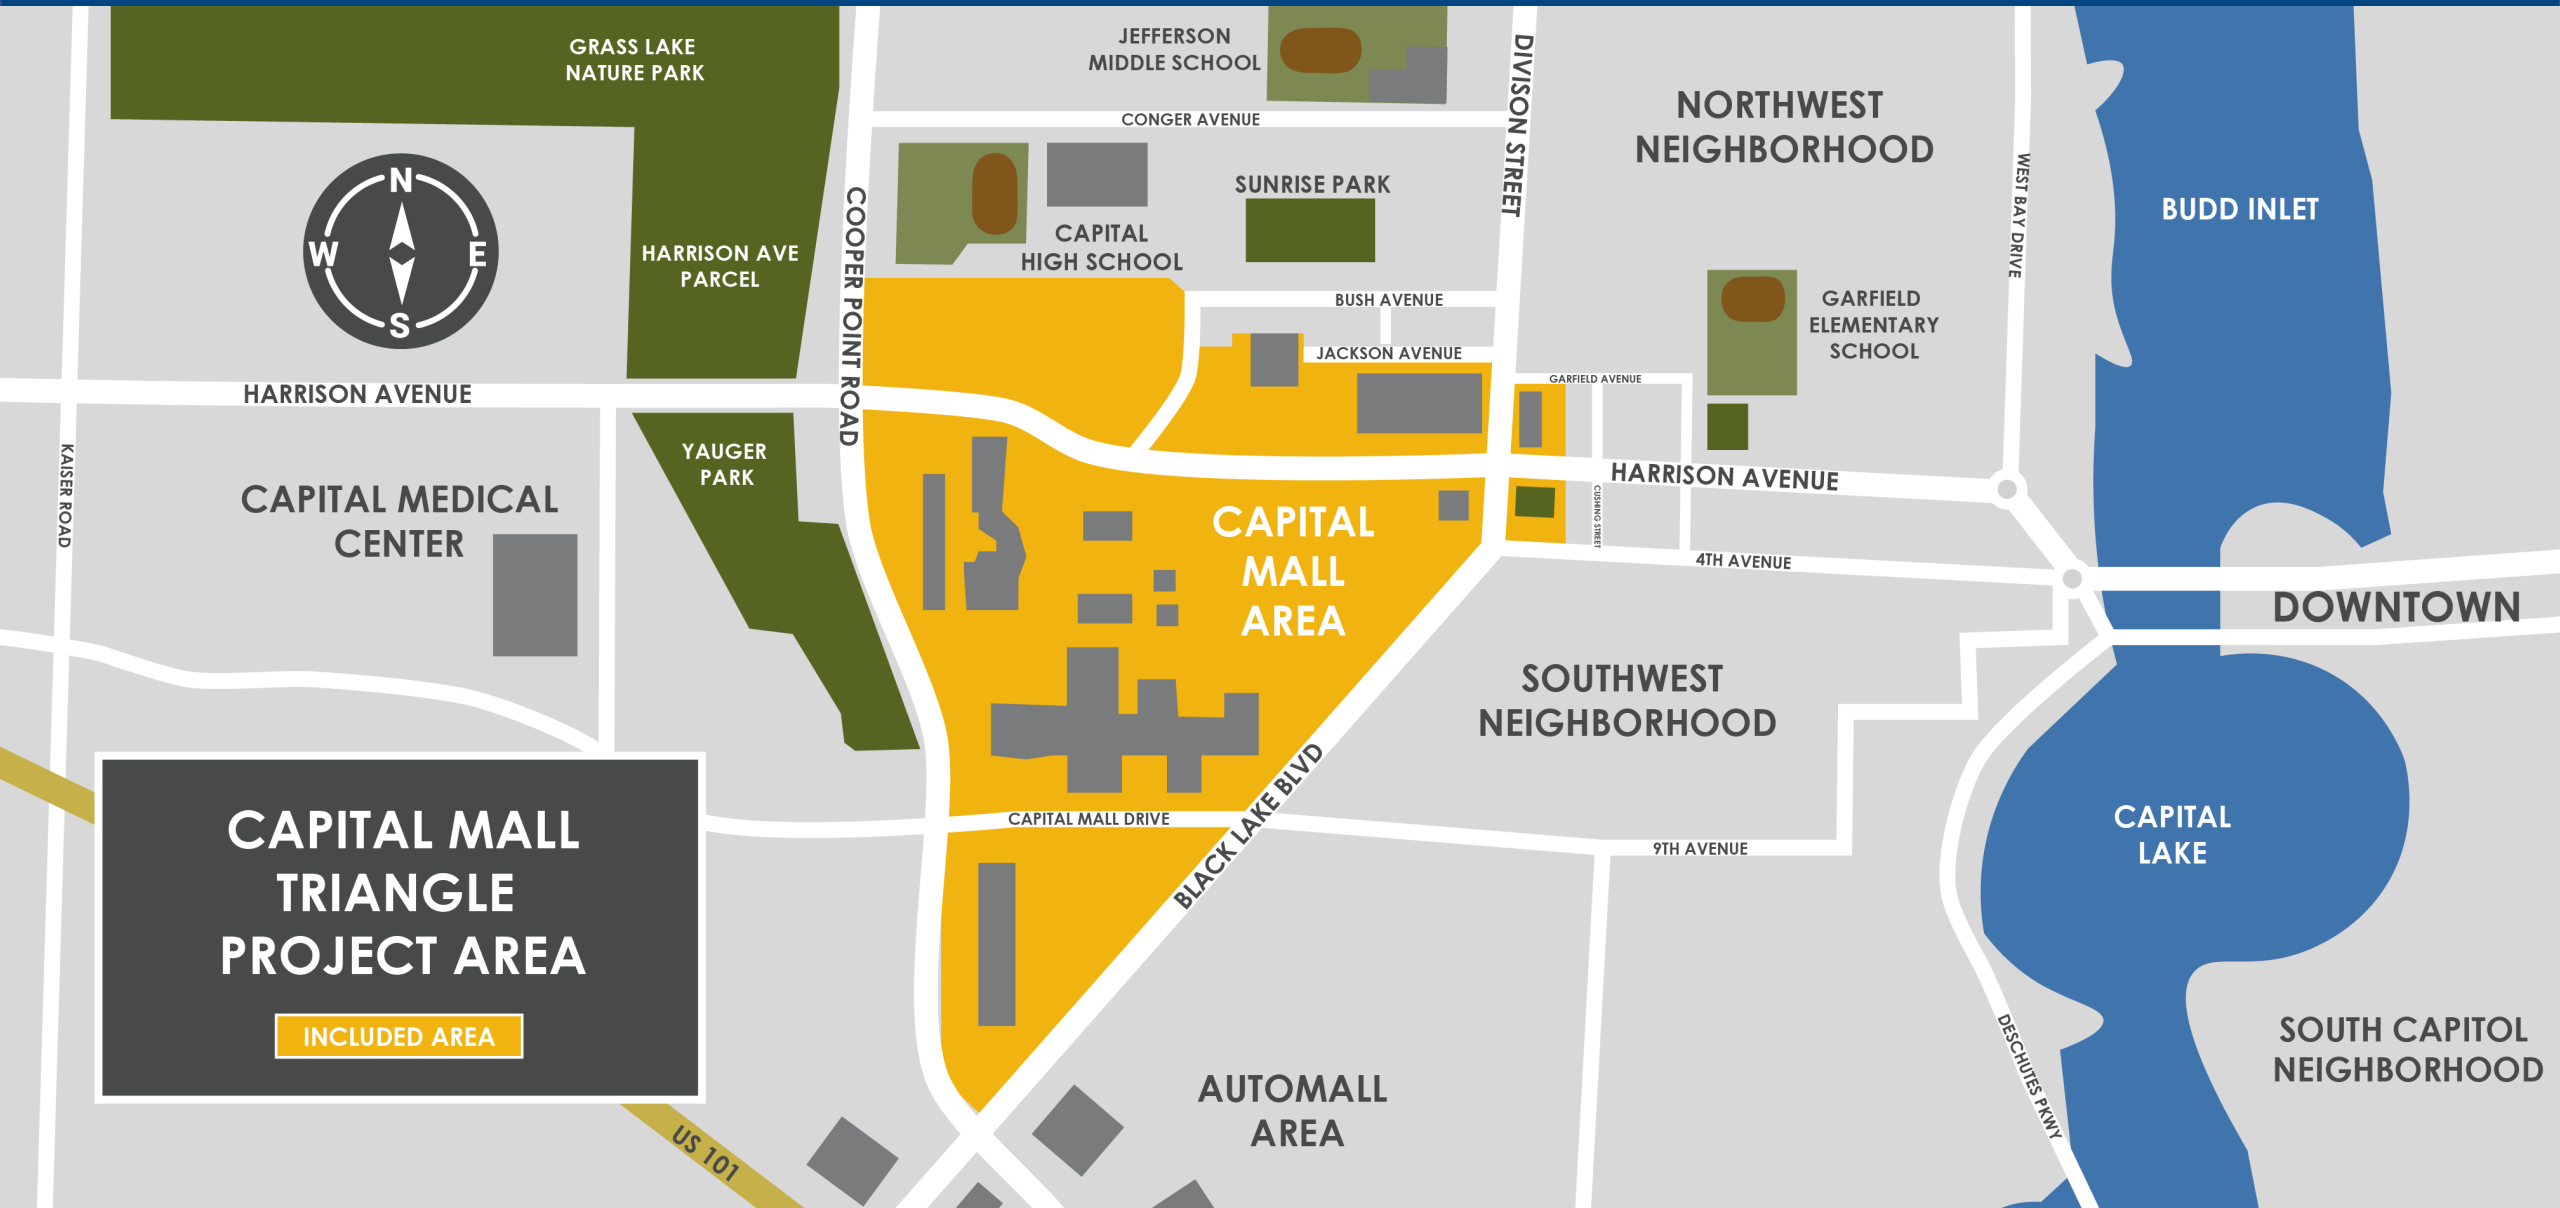 GRASS LAKE
NATURE PARK
JEFFERSON
MIDDLE SCHOOL
DIVISON STREET
CONGER AVENUE
NORTHWEST
NEIGHBORHOOD
WEST BAY DRIVE
BUDD INLET
N
W
E
S
HARRISON AVE
PARCEL
COOPER POINT ROAD
CAPITAL
HIGH SCHOOL
SUNRISE PARK
BUSH AVENUE
JACKSON AVENUE
GARFIELD AVENUE
GARFIELD
ELEMENTARY
SCHOOL
HARRISON AVENUE
KAISER ROAD
YAUGER
PARK
CAPITAL MEDICAL
CENTER
CAPITAL
MALL
AREA
HARRISON AVENUE
CUSHING STREET
4TH AVENUE
DOWNTOWN
SOUTHWEST
NEIGHBORHOOD
BLACK LAKE BLVD
CAPITAL MALL DRIVE
9TH AVENUE
CAPITAL
LAKE
CAPITAL MALL
TRIANGLE
PROJECT AREA
INCLUDED AREA
US 101
AUTOMALL
AREA
DESCHUTES PKWY
SOUTH CAPITOL
NEIGHBORHOOD